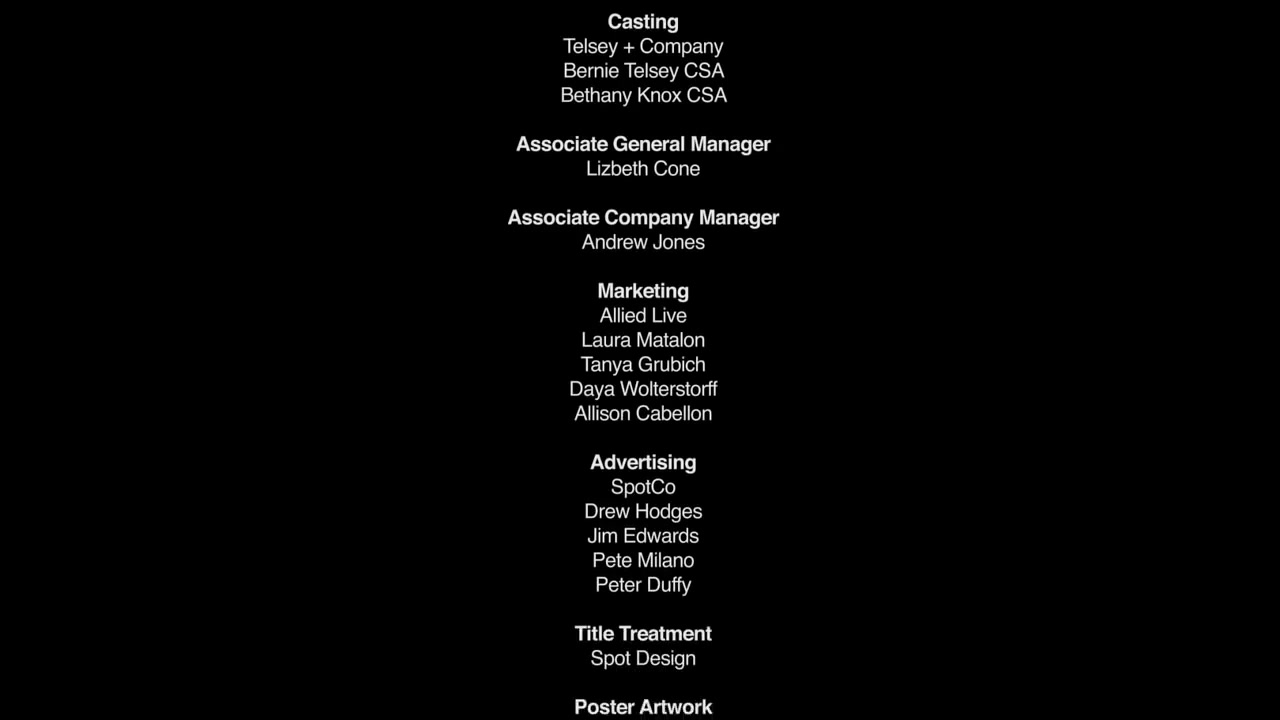 Casting
Telsey + Company
Bernie Telsey CSA
Bethany Knox CSA
Associate General Manager
Lizbeth Cone
Associate Company Manager
Andrew Jones
Marketing
Allied Live
Laura Matalon
Tanya Grubich
Daya Wolterstorff
Allison Cabellon
Advertising
SpotCo
Drew Hodges
Jim Edwards
Pete Milano
Peter Duffy
Title Treatment
Spot Design
Poster Artwork